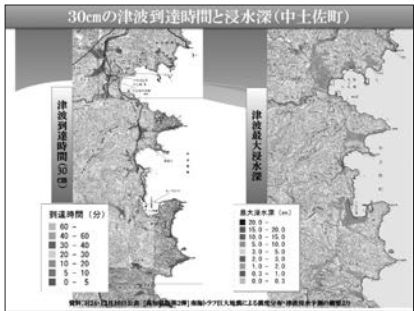 30㎝の津波到達時間と浸水深(中土佐町)
津波到達時間(30㎝)
到達時間(分)
60 -
40 - 60
30 - 40
20 - 30
10 - 20
5 - 10
0 - 5
津波最大浸水深
最大浸水深(m)
20.0 -
15.0 - 20.0
10.0 - 15.0
5.0 - 10.0
3.0 - 5.0
2.0 - 3.0
1.0 - 2.0
0.3 - 1.0
0.0 - 0.3